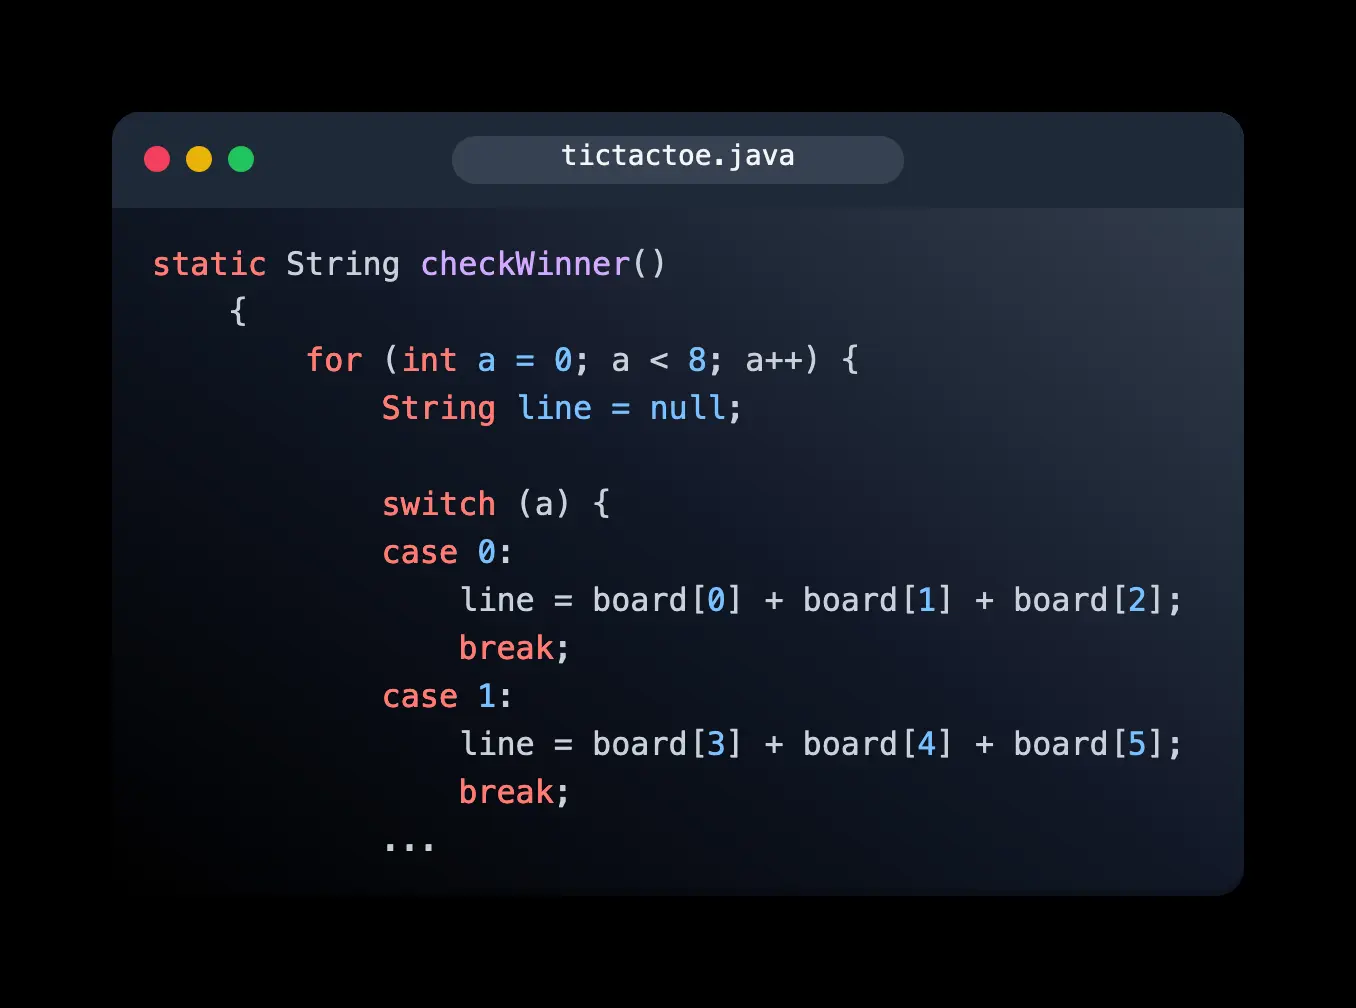 tictactoe.java
static String checkWinner()
    {
        for (int a = 0; a < 8; a++) {
            String line = null;
            switch (a) {
            case 0:
                line = board[0] + board[1] + board[2];
                break;
            case 1:
                line = board[3] + board[4] + board[5];
                break;
            ...